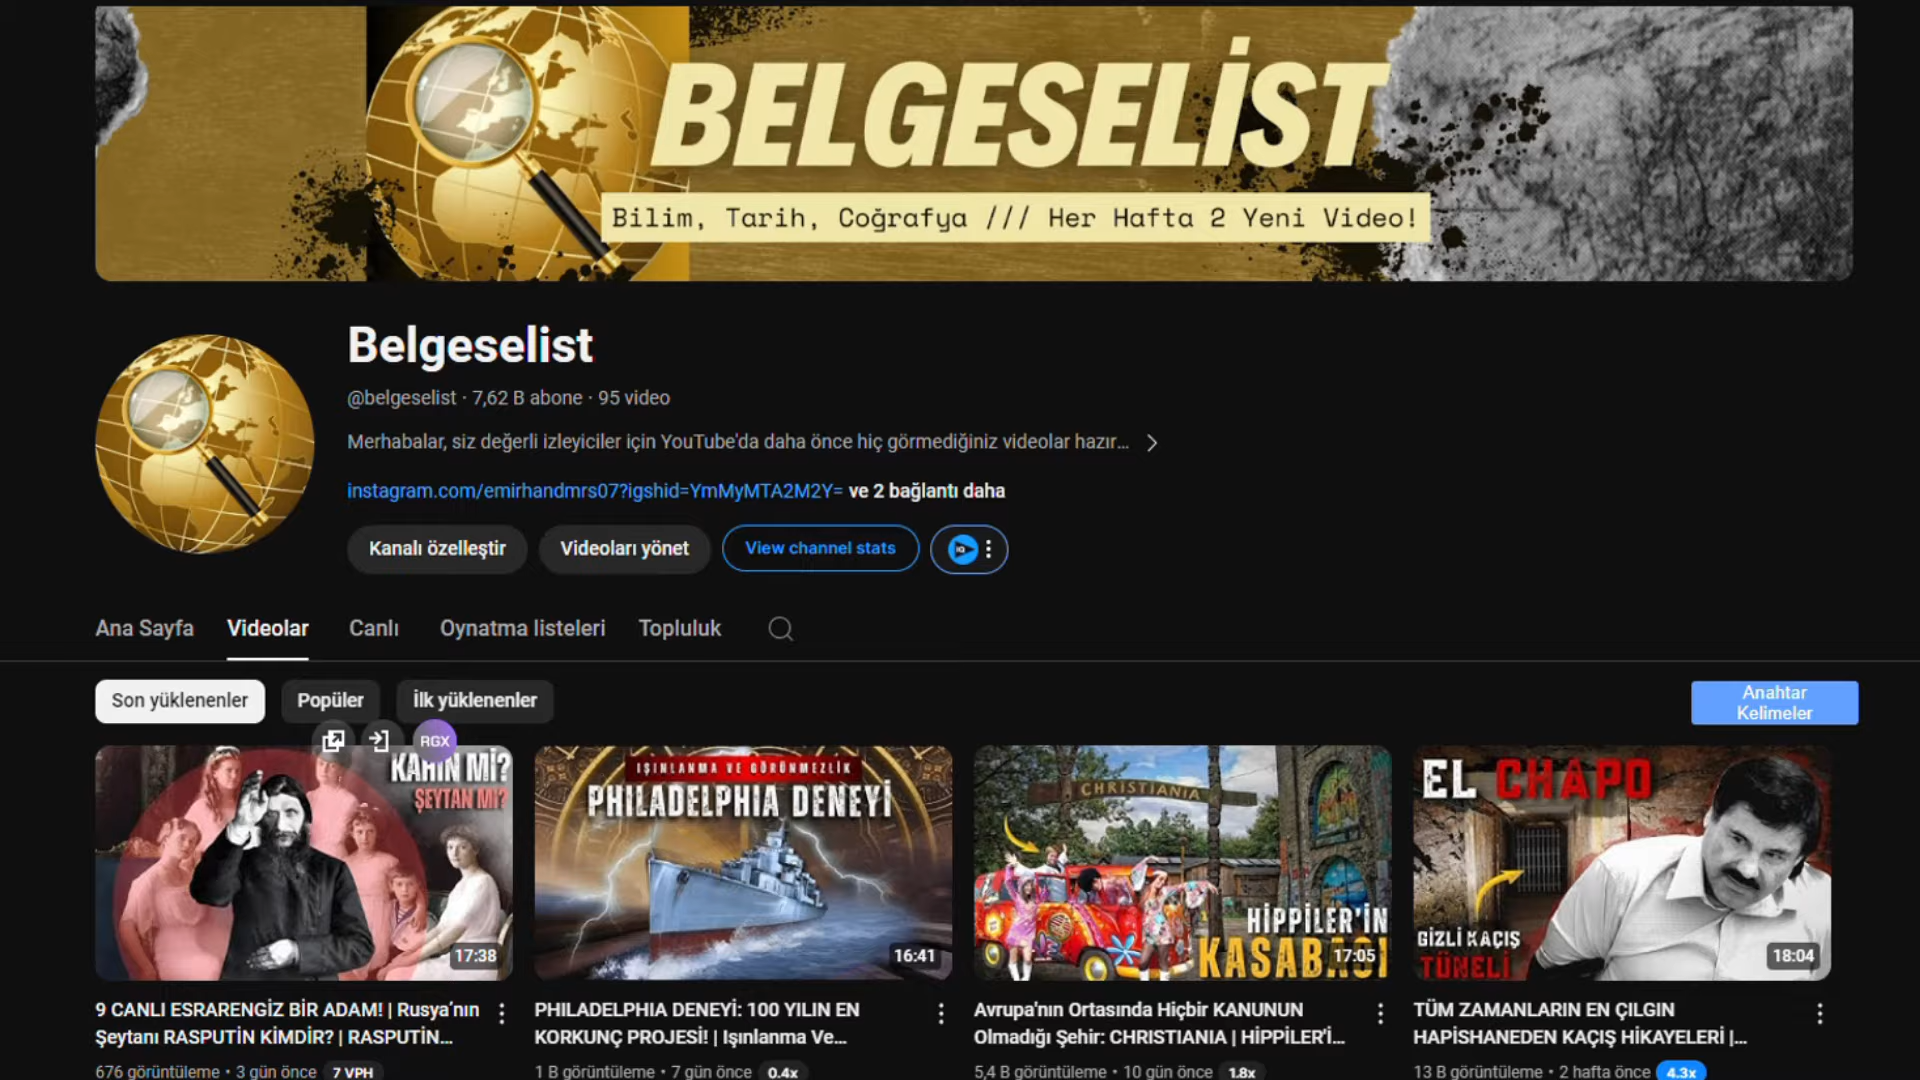 BELGESELİST
Bilim, Tarih, Coğrafya /// Her Hafta 2 Yeni Video!
Belgeselist
@belgeselist · 7,62 B abone · 95 video
Merhabalar, siz değerli izleyiciler için YouTube'da daha önce hiç görmediğiniz videolar hazır...
instagram.com/emirhandmrs07?igshid=YmMyMTA2M2Y= ve 2 bağlantı daha
Kanalı özelleştir
Videoları yönet
View channel stats
IQ
Ana Sayfa
Videolar
Canlı
Oynatma listeleri
Topluluk
Son yüklenenler
Popüler
İlk yüklenenler
Anahtar
Kelimeler
RGX
KAHİN Mİ?
ŞEYTAN MI?
17:38
IŞINLANMA VE GÖRÜNMEZLİK
PHILADELPHIA DENEYİ
16:41
CHRISTIANIA
HİPPİLER'İN
KASABASI
17:05
EL CHAPO
GİZLİ KAÇIŞ
TÜNELİ
18:04
9 CANLI ESRARENGİZ BİR ADAM! | Rusya’nın
Şeytanı RASPUTİN KİMDİR? | RASPUTİN...
676 görüntüleme • 3 gün önce 7 VPH
PHILADELPHIA DENEYİ: 100 YILIN EN
KORKUNÇ PROJESİ! | Işınlanma Ve...
1 B görüntüleme • 7 gün önce 0.4x
Avrupa'nın Ortasında Hiçbir KANUNUN
Olmadığı Şehir: CHRISTIANIA | HİPPİLER'İ...
5,4 B görüntüleme • 10 gün önce 1.8x
TÜM ZAMANLARIN EN ÇILGIN
HAPİSHANEDEN KAÇIŞ HİKAYELERİ |...
13 B görüntüleme • 2 hafta önce 4.3x